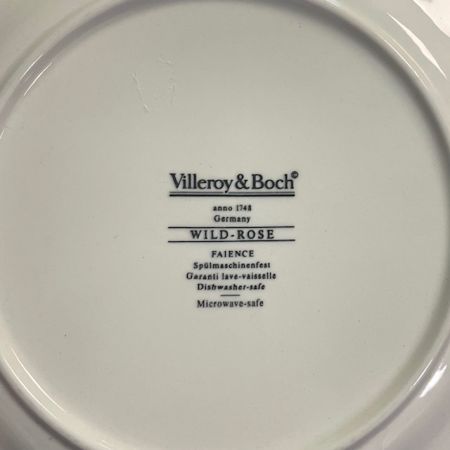 Villeroy & Boch©
anno 1748
Germany
WILD-ROSE
FAIENCE
Spülmaschinenfest
Garanti lave-vaisselle
Dishwasher-safe
Microwave-safe